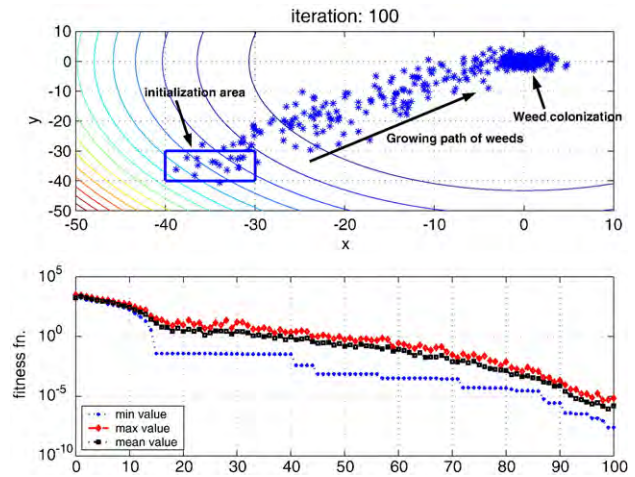 iteration: 100
10
0
-10
-20
-30
-40
-50
y
initialization area
Growing path of weeds
Weed colonization
-50 -40 -30 -20 -10 0 10
x
10^5
10^0
10^-5
10^-10
fitness fn.
min value
max value
mean value
0 10 20 30 40 50 60 70 80 90 100